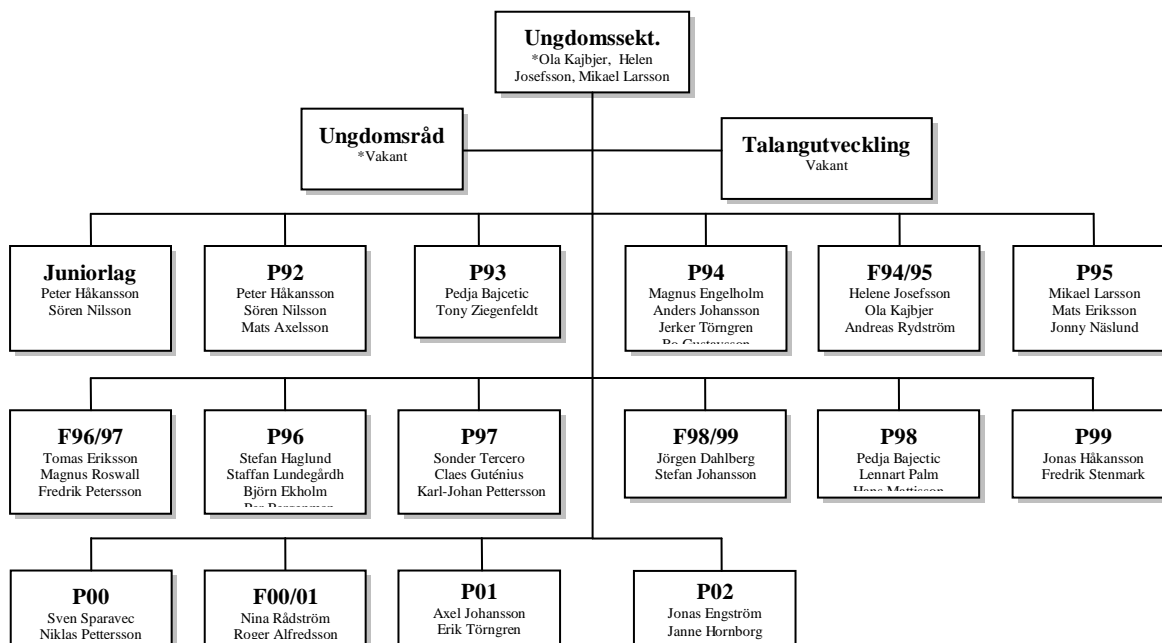 Ungdomssekt.
*Ola Kajbjer, Helen
Josefsson, Mikael Larsson
Ungdomsråd
*Vakant
Talangutveckling
Vakant
Juniorlag
Peter Håkansson
Sören Nilsson
P92
Peter Håkansson
Sören Nilsson
Mats Axelsson
P93
Pedja Bajcetic
Tony Ziegenfeldt
P94
Magnus Engelholm
Anders Johansson
Jerker Törngren
Bo Gustavsson
F94/95
Helene Josefsson
Ola Kajbjer
Andreas Rydström
P95
Mikael Larsson
Mats Eriksson
Jonny Näslund
F96/97
Tomas Eriksson
Magnus Roswall
Fredrik Petersson
P96
Stefan Haglund
Staffan Lundegårdh
Björn Ekholm
P97
Sonder Tercero
Claes Guténius
Karl-Johan Pettersson
F98/99
Jörgen Dahlberg
Stefan Johansson
P98
Pedja Bajectic
Lennart Palm
Hans Mattisson
P99
Jonas Håkansson
Fredrik Stenmark
P00
Sven Sparavec
Niklas Pettersson
F00/01
Nina Rådström
Roger Alfredsson
P01
Axel Johansson
Erik Törngren
P02
Jonas Engström
Janne Hornborg